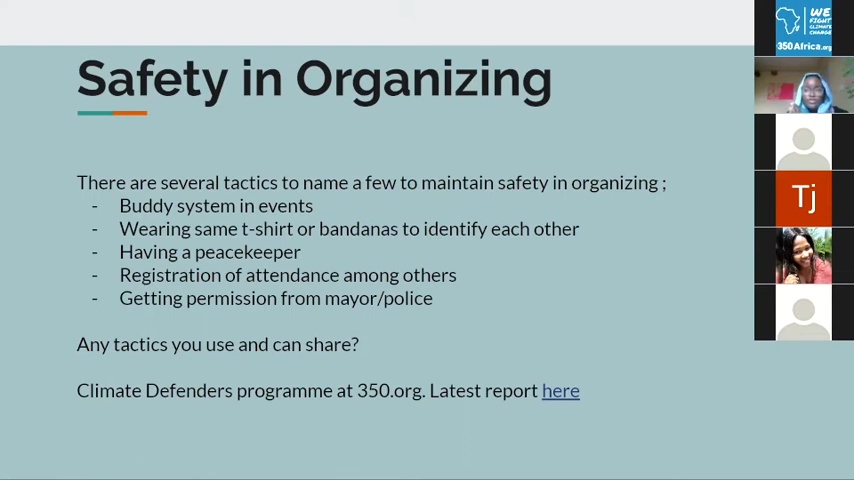 Safety in Organizing
There are several tactics to name a few to maintain safety in organizing ;
- Buddy system in events
- Wearing same t-shirt or bandanas to identify each other
- Having a peacekeeper
- Registration of attendance among others
- Getting permission from mayor/police
Any tactics you use and can share?
Climate Defenders programme at 350.org. Latest report here
WE
FIGHT
CLIMATE
CHANGE
350Africa.org
Tj